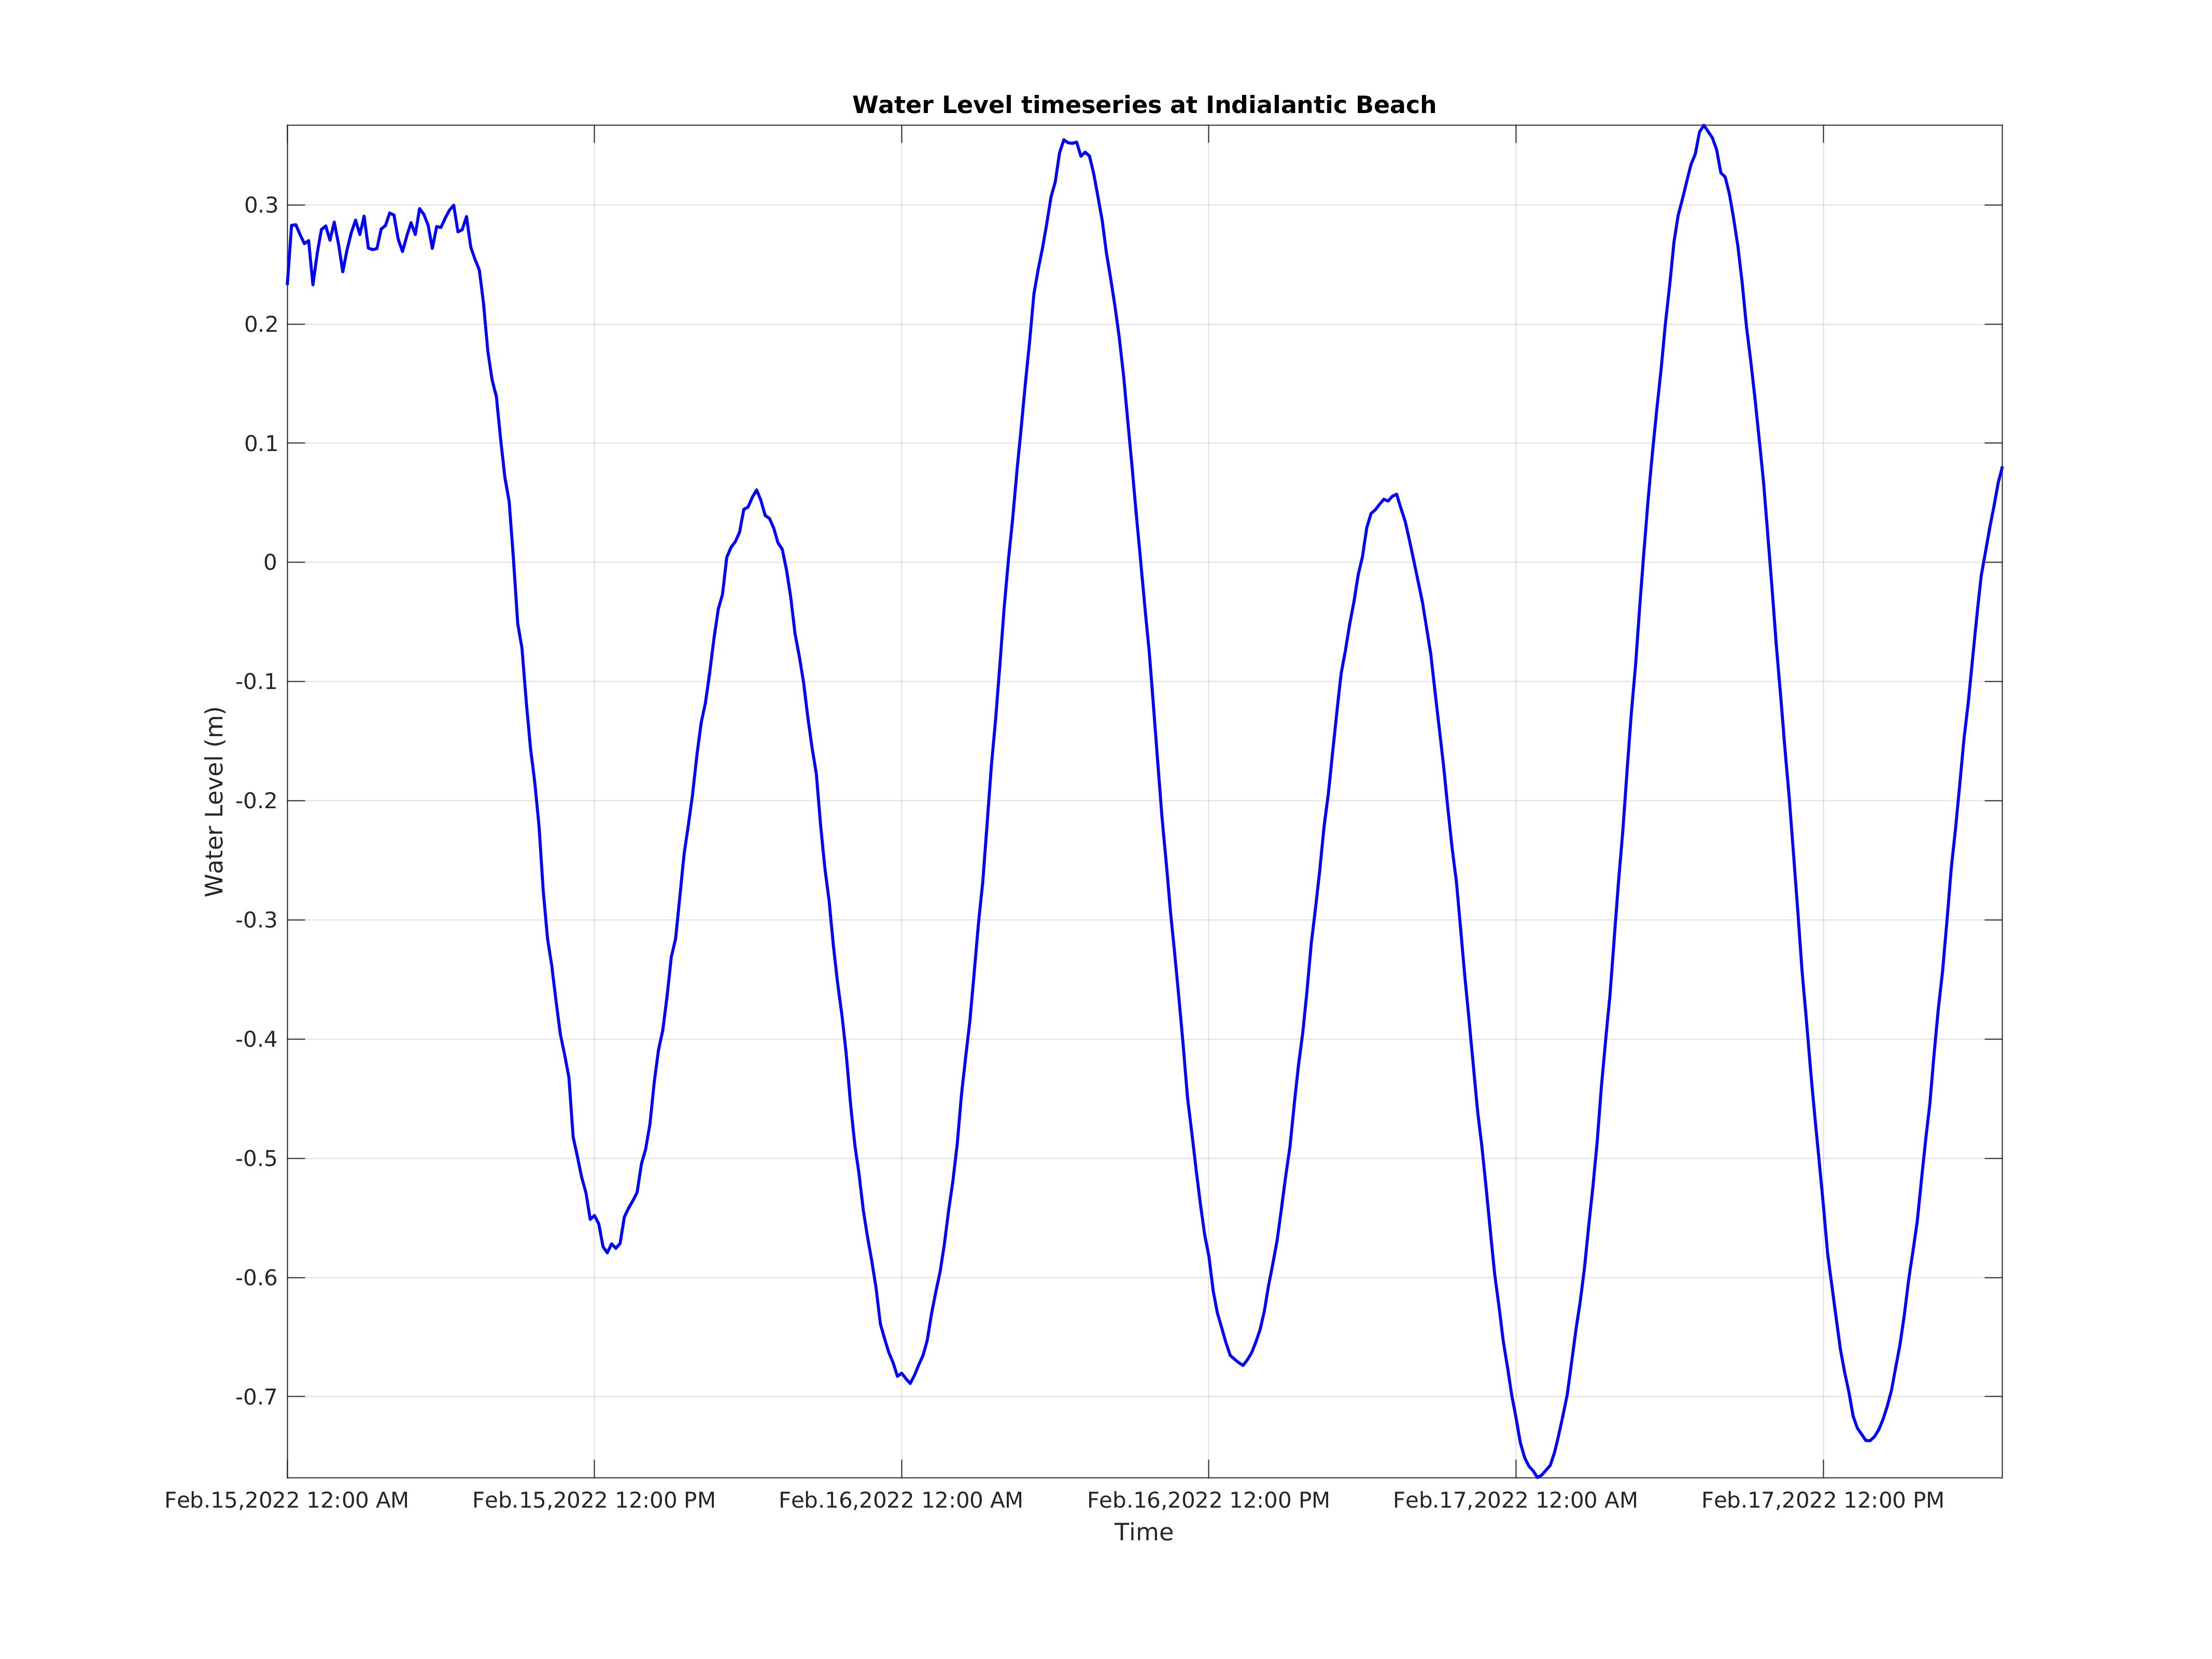 Water Level timeseries at Indialantic Beach
Water Level (m)
0.3
0.2
0.1
0
-0.1
-0.2
-0.3
-0.4
-0.5
-0.6
-0.7
Feb.15,2022 12:00 AM
Feb.15,2022 12:00 PM
Feb.16,2022 12:00 AM
Feb.16,2022 12:00 PM
Feb.17,2022 12:00 AM
Feb.17,2022 12:00 PM
Time